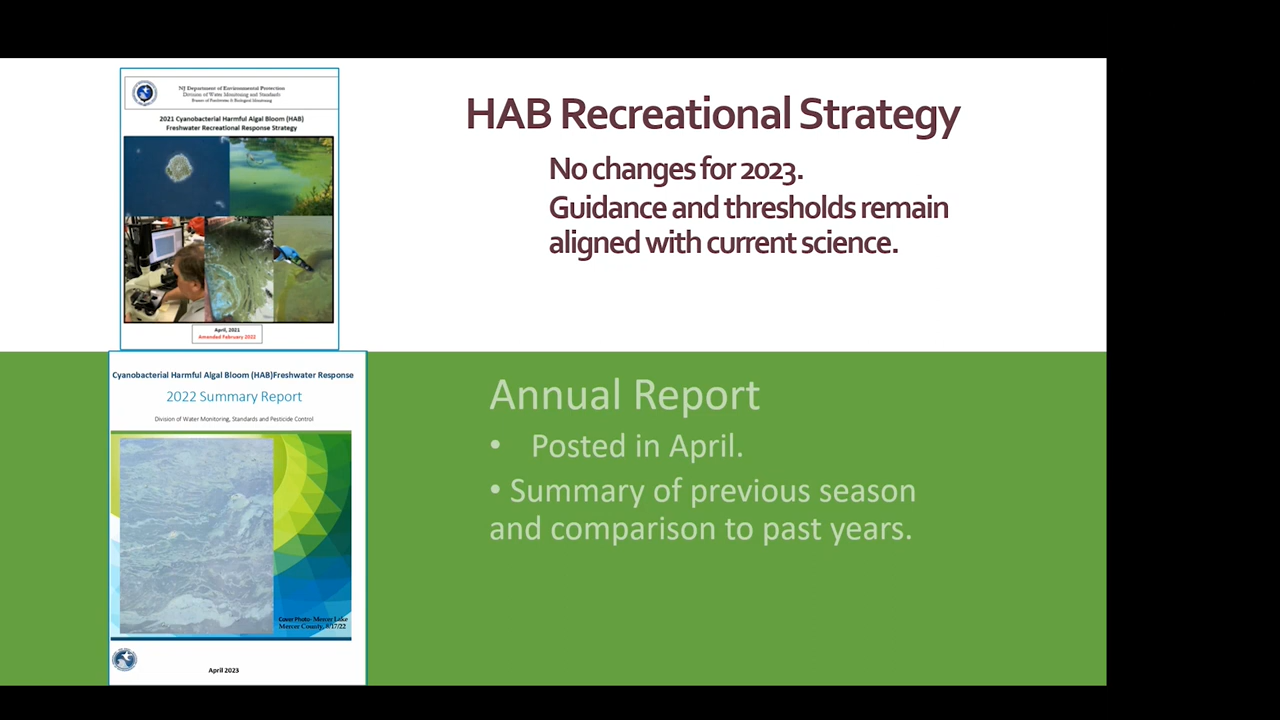 NJ Department of Environmental Protection
Division of Water Monitoring and Standards
Bureau of Freshwater & Biological Monitoring
2021 Cyanobacterial Harmful Algal Bloom (HAB)
Freshwater Recreational Response Strategy
April, 2021
Amended February 2022
HAB Recreational Strategy
No changes for 2023.
Guidance and thresholds remain
aligned with current science.
Cyanobacterial Harmful Algal Bloom (HAB)Freshwater Response
2022 Summary Report
Division of Water Monitoring, Standards and Pesticide Control
Cover Photo- Mercer Lake
Mercer County, 8/17/22
April 2023
Annual Report
• Posted in April.
• Summary of previous season
and comparison to past years.